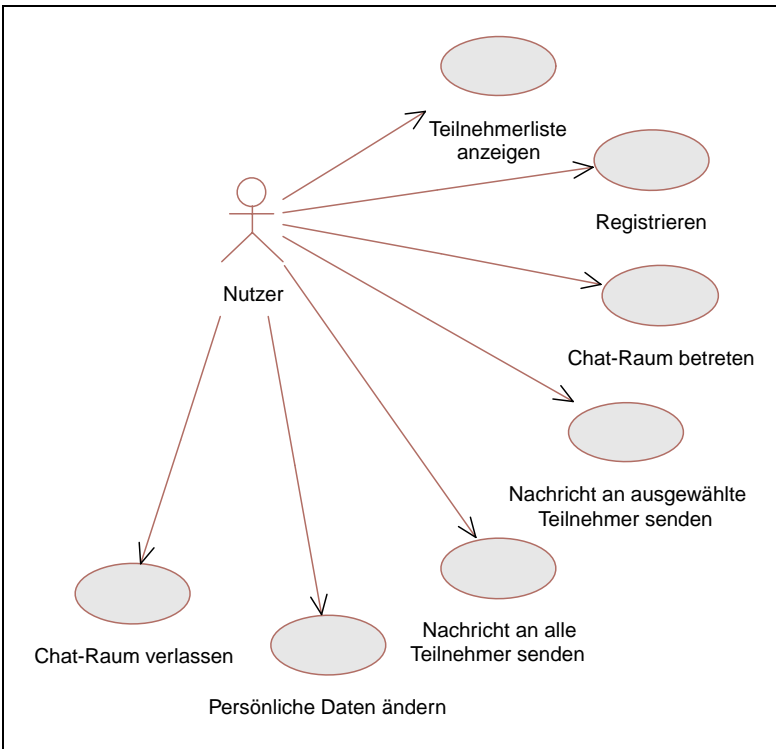 Teilnehmerliste
anzeigen
Registrieren
Nutzer
Chat-Raum betreten
Nachricht an ausgewählte
Teilnehmer senden
Nachricht an alle
Teilnehmer senden
Chat-Raum verlassen
Persönliche Daten ändern